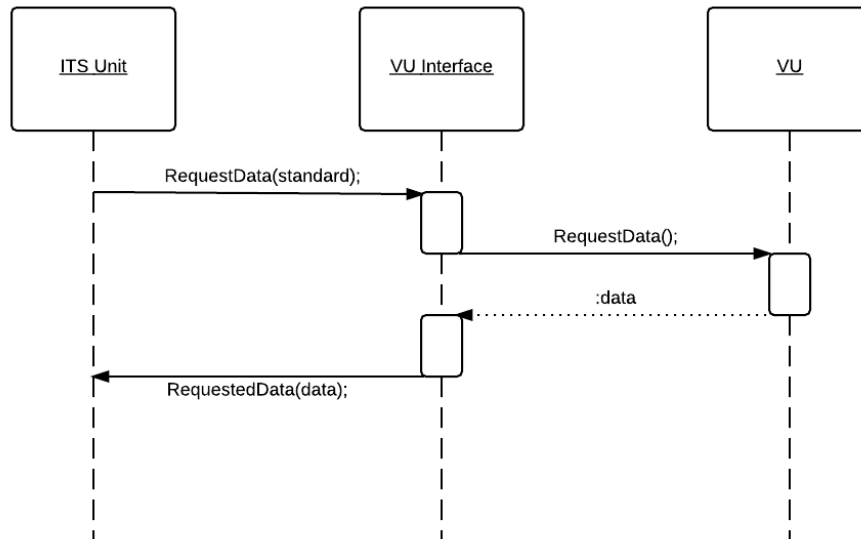 ITS Unit
VU Interface
VU
RequestData(standard);
RequestData();
:data
RequestedData(data);